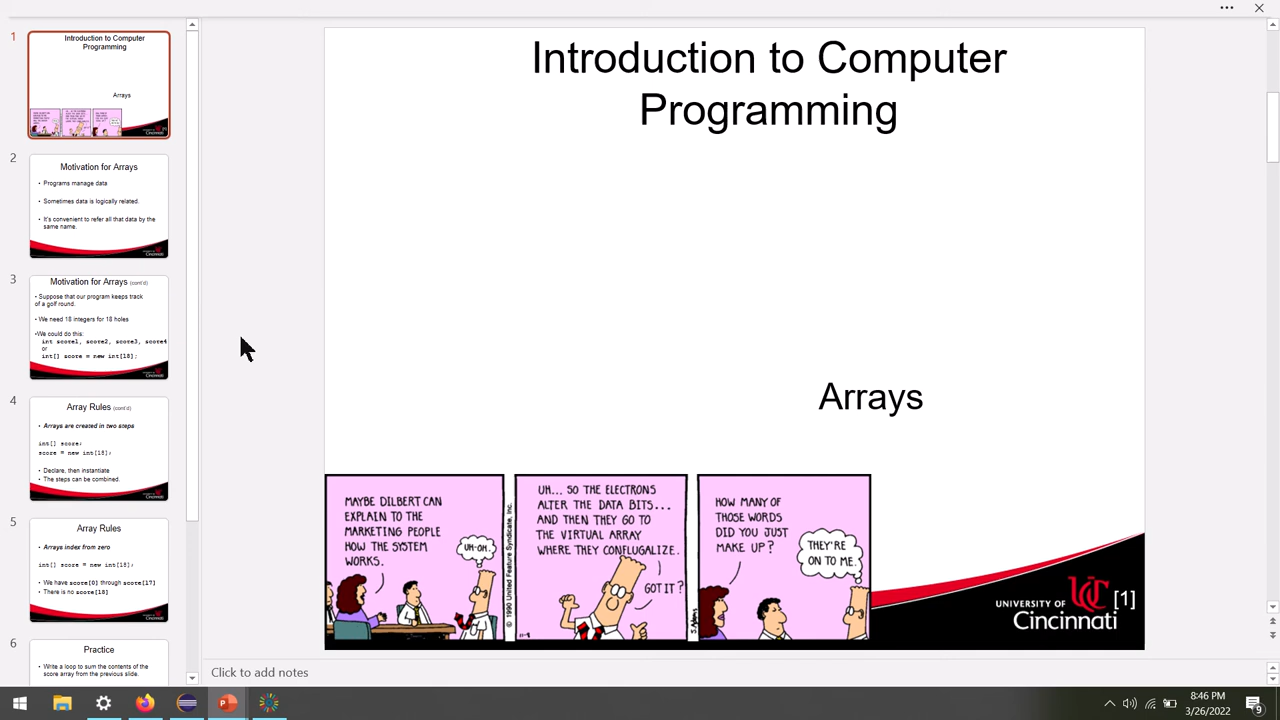 1
Introduction to Computer
Programming
Arrays
2
Motivation for Arrays
• Programs manage data
• Sometimes data is logically related.
• It's convenient to refer all that data by the
same name.
3
Motivation for Arrays (cont'd)
• Suppose that our program keeps track
of a golf round.
• We need 18 integers for 18 holes
•We could do this:
int score1, score2, score3, score4
or
int[] score = new int[18];
4
Array Rules (cont'd)
• Arrays are created in two steps
int[] score;
score = new int[18];
• Declare, then instantiate
• The steps can be combined.
5
Array Rules
• Arrays index from zero
int[] score = new int[18];
• We have score[0] through score[17]
• There is no score[18]
6
Practice
• Write a loop to sum the contents of the
score array from the previous slide.
Introduction to Computer
Programming
Arrays
MAYBE DILBERT CAN
EXPLAIN TO THE
MARKETING PEOPLE
HOW THE SYSTEM
WORKS.
UH-OH.
© 1990 United Feature Syndicate, Inc.
UH... SO THE ELECTRONS
ALTER THE DATA BITS...
AND THEN THEY GO TO
THE VIRTUAL ARRAY
WHERE THEY CONFLUGALIZE.
GOT IT?
HOW MANY OF
THOSE WORDS
DID YOU JUST
MAKE UP?
THEY'RE
ON TO ME.
UNIVERSITY OF
Cincinnati
[1]
Click to add notes
8:46 PM
3/26/2022
9